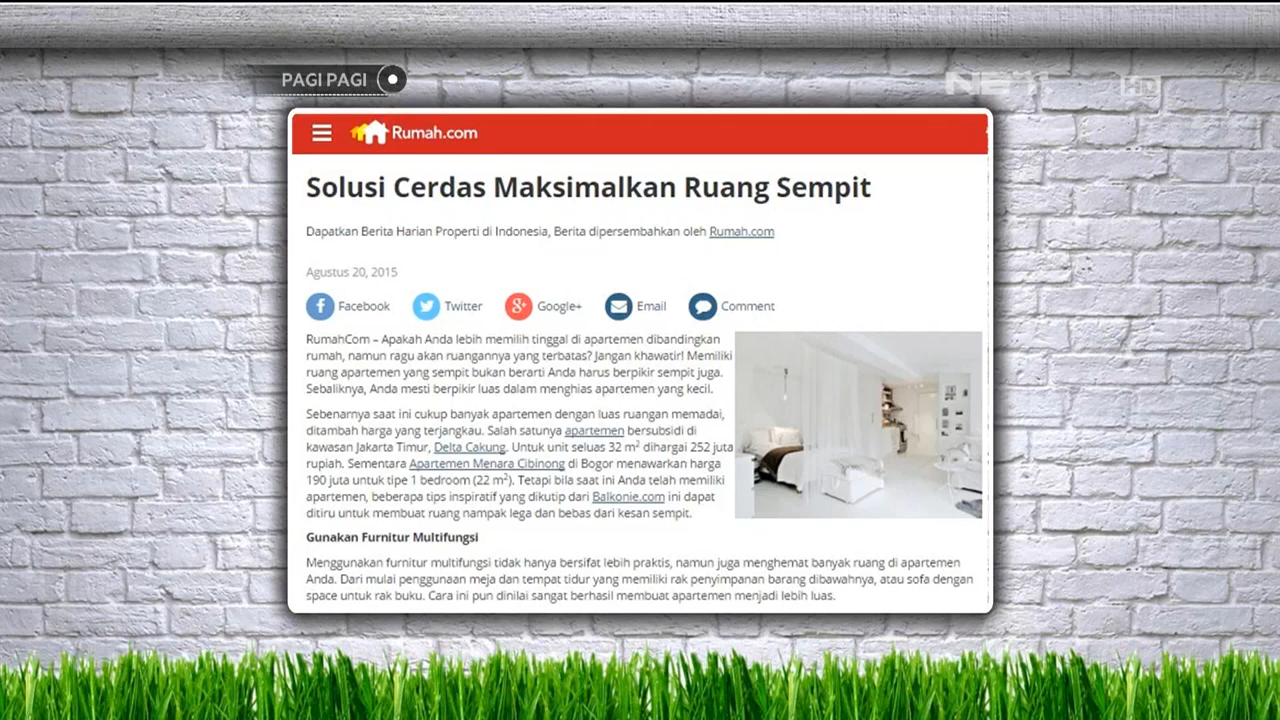 PAGI PAGI
NET
HD
Rumah.com
Solusi Cerdas Maksimalkan Ruang Sempit
Dapatkan Berita Harian Properti di Indonesia, Berita dipersembahkan oleh Rumah.com
Agustus 20, 2015
Facebook Twitter Google+ Email Comment
RumahCom – Apakah Anda lebih memilih tinggal di apartemen dibandingkan
rumah, namun ragu akan ruangannya yang terbatas? Jangan khawatir! Memiliki
ruang apartemen yang sempit bukan berarti Anda harus berpikir sempit juga.
Sebaliknya, Anda mesti berpikir luas dalam menghias apartemen yang kecil.
Sebenarnya saat ini cukup banyak apartemen dengan luas ruangan memadai,
ditambah harga yang terjangkau. Salah satunya apartemen bersubsidi di
kawasan Jakarta Timur, Delta Cakung. Untuk unit seluas 32 m² dihargai 252 juta
rupiah. Sementara Apartemen Menara Cibinong di Bogor menawarkan harga
190 juta untuk tipe 1 bedroom (22 m²). Tetapi bila saat ini Anda telah memiliki
apartemen, beberapa tips inspiratif yang dikutip dari Balkonie.com ini dapat
ditiru untuk membuat ruang nampak lega dan bebas dari kesan sempit.
Gunakan Furnitur Multifungsi
Menggunakan furnitur multifungsi tidak hanya bersifat lebih praktis, namun juga menghemat banyak ruang di apartemen
Anda. Dari mulai penggunaan meja dan tempat tidur yang memiliki rak penyimpanan barang dibawahnya, atau sofa dengan
space untuk rak buku. Cara ini pun dinilai sangat berhasil membuat apartemen menjadi lebih luas.